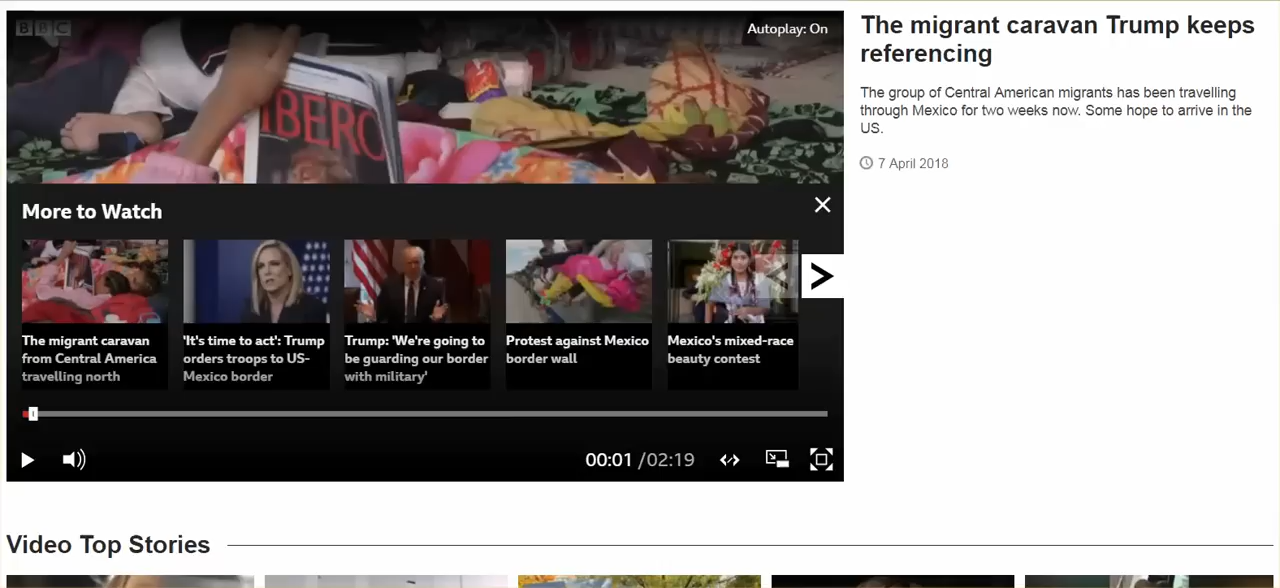 BBC
Autoplay: On
The migrant caravan Trump keeps
referencing
The group of Central American migrants has been travelling
through Mexico for two weeks now. Some hope to arrive in the
US.
7 April 2018
IBERO
More to Watch
The migrant caravan
from Central America
travelling north
'It's time to act': Trump
orders troops to US-
Mexico border
Trump: 'We're going to
be guarding our border
with military'
Protest against Mexico
border wall
Mexico's mixed-race
beauty contest
00:01 /02:19
Video Top Stories